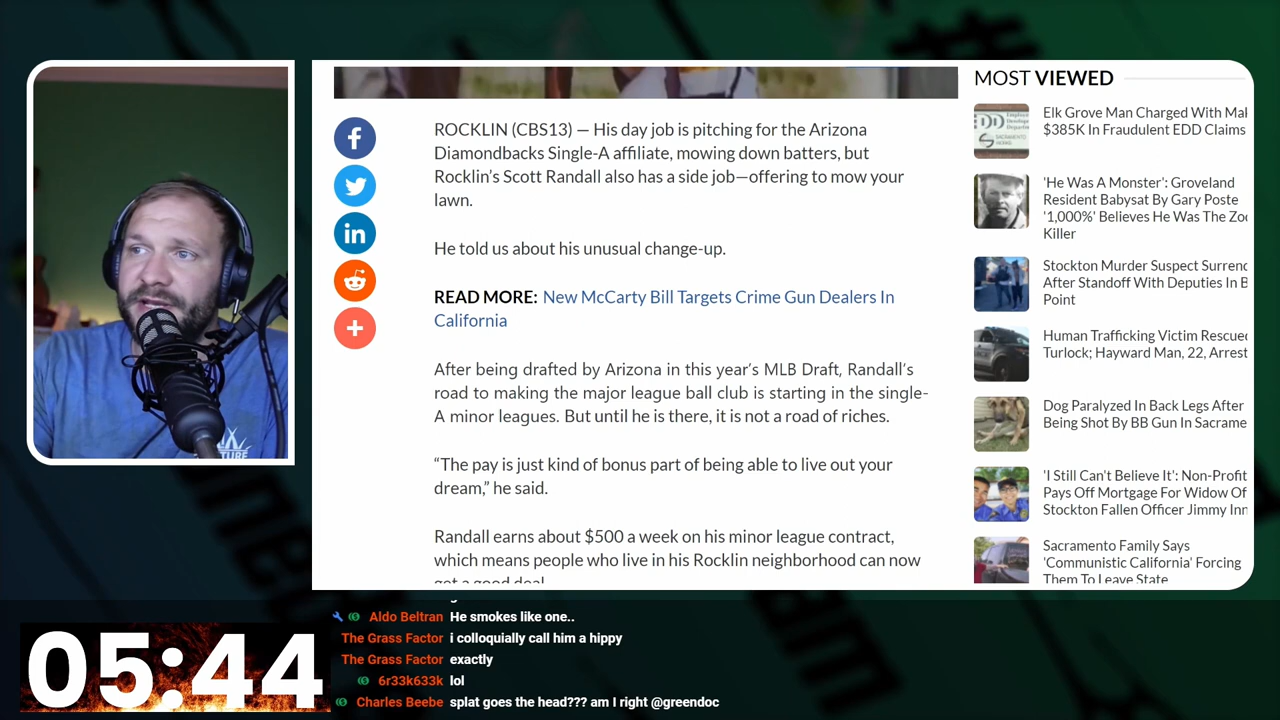 ROCKLIN (CBS13) — His day job is pitching for the Arizona
Diamondbacks Single-A affiliate, mowing down batters, but
Rocklin’s Scott Randall also has a side job—offering to mow your
lawn.
He told us about his unusual change-up.
READ MORE: New McCarty Bill Targets Crime Gun Dealers In
California
After being drafted by Arizona in this year’s MLB Draft, Randall’s
road to making the major league ball club is starting in the single-
A minor leagues. But until he is there, it is not a road of riches.
“The pay is just kind of bonus part of being able to live out your
dream,” he said.
Randall earns about $500 a week on his minor league contract,
which means people who live in his Rocklin neighborhood can now
get a good deal
MOST VIEWED
Elk Grove Man Charged With Mak
$385K In Fraudulent EDD Claims
'He Was A Monster': Groveland
Resident Babysat By Gary Poste
'1,000%' Believes He Was The Zo
Killer
Stockton Murder Suspect Surrend
After Standoff With Deputies In B
Point
Human Trafficking Victim Rescued
Turlock; Hayward Man, 22, Arrest
Dog Paralyzed In Back Legs After
Being Shot By BB Gun In Sacrame
'I Still Can't Believe It': Non-Profit
Pays Off Mortgage For Widow Of
Stockton Fallen Officer Jimmy Inn
Sacramento Family Says
'Communistic California' Forcing
Them To Leave State
Aldo Beltran He smokes like one..
The Grass Factor i colloquially call him a hippy
The Grass Factor exactly
6r33k633k lol
Charles Beebe splat goes the head??? am I right @greendoc
05:44